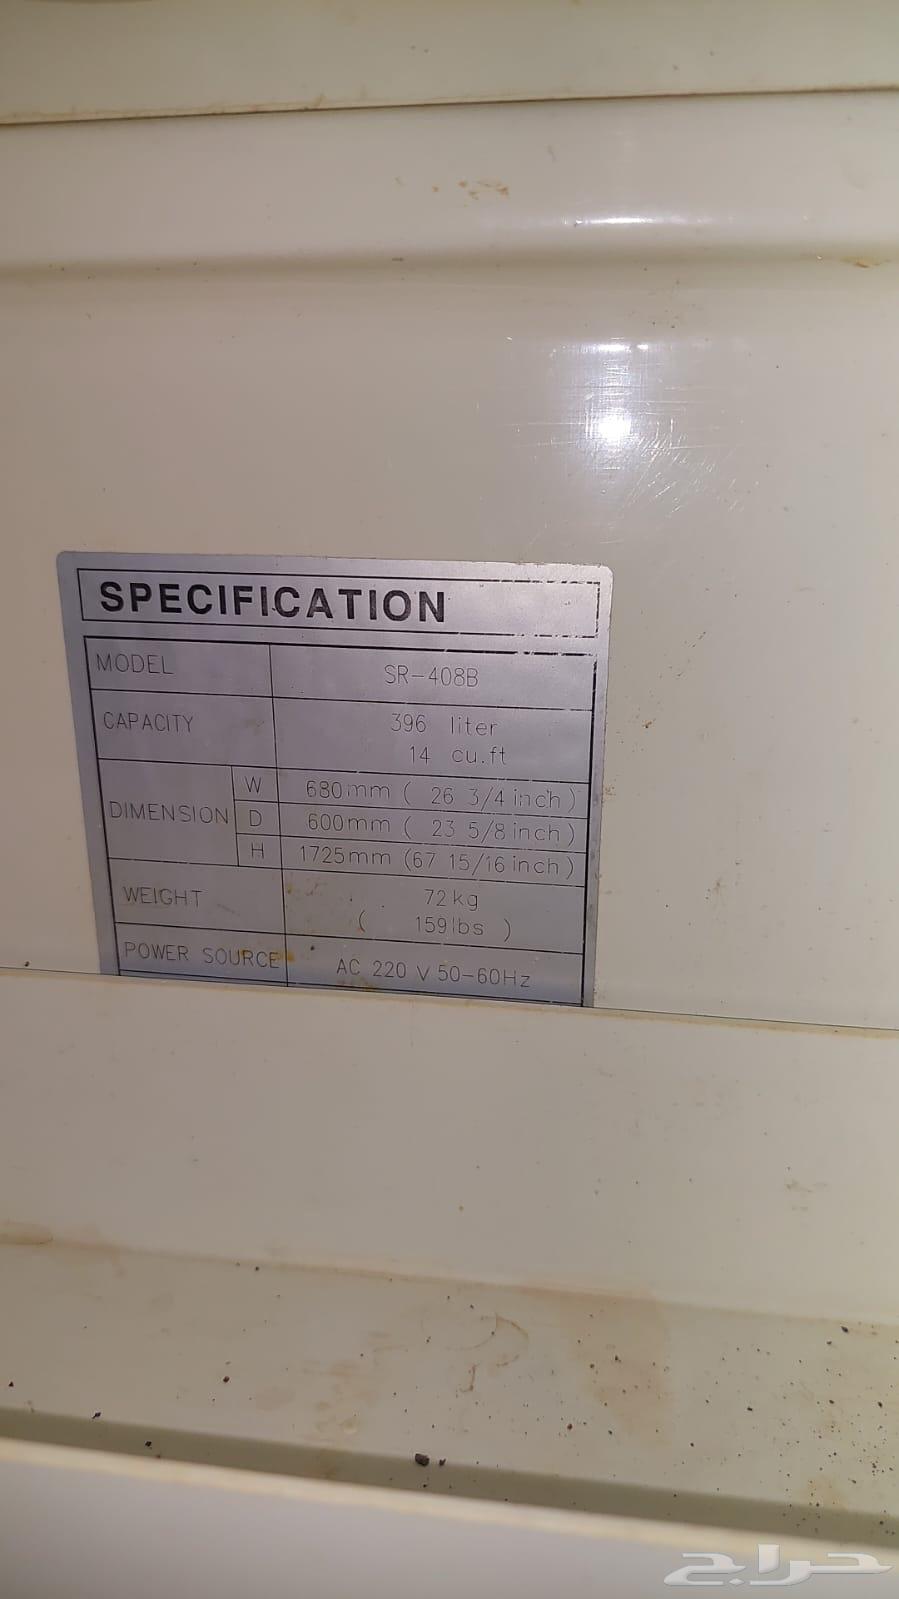 SPECIFICATION
MODEL SR-408B
CAPACITY 396 liter
14 cu.ft
DIMENSION W 680mm ( 26 3/4 inch )
D 600mm ( 23 5/8 inch )
H 1725mm (67 15/16 inch )
WEIGHT 72kg
( 159lbs )
POWER SOURCE AC 220 V 50-60Hz
حراج